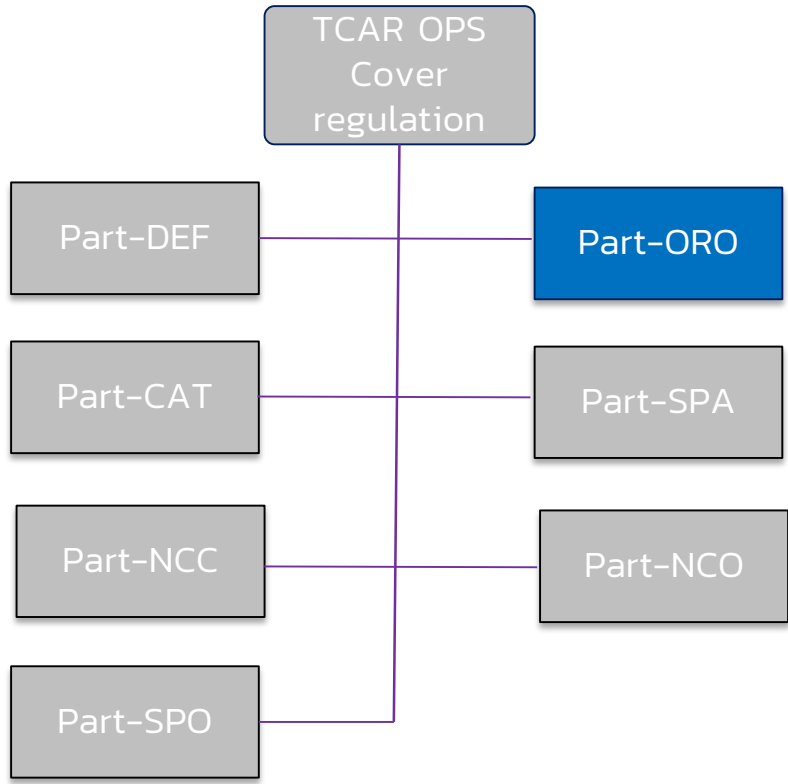 TCAR OPS
Cover
regulation
Part-DEF
Part-ORO
Part-CAT
Part-SPA
Part-NCC
Part-NCO
Part-SPO